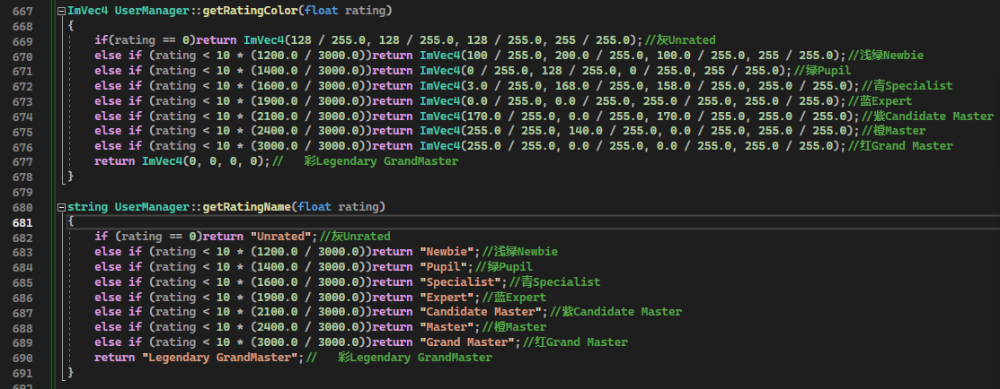 667 ImVec4 UserManager::getRatingColor(float rating)
668 {
669 if(rating == 0)return ImVec4(128 / 255.0, 128 / 255.0, 128 / 255.0, 255 / 255.0);//灰Unrated
670 else if (rating < 10 * (1200.0 / 3000.0))return ImVec4(100 / 255.0, 200.0 / 255.0, 100.0 / 255.0, 255 / 255.0);//浅绿Newbie
671 else if (rating < 10 * (1400.0 / 3000.0))return ImVec4(0 / 255.0, 128 / 255.0, 0 / 255.0, 255 / 255.0);//绿Pupil
672 else if (rating < 10 * (1600.0 / 3000.0))return ImVec4(3.0 / 255.0, 168.0 / 255.0, 158.0 / 255.0, 255.0 / 255.0);//青Specialist
673 else if (rating < 10 * (1900.0 / 3000.0))return ImVec4(0.0 / 255.0, 0.0 / 255.0, 255.0 / 255.0, 255.0 / 255.0);//蓝Expert
674 else if (rating < 10 * (2100.0 / 3000.0))return ImVec4(170.0 / 255.0, 0.0 / 255.0, 170.0 / 255.0, 255.0 / 255.0);//紫Candidate Master
675 else if (rating < 10 * (2400.0 / 3000.0))return ImVec4(255.0 / 255.0, 140.0 / 255.0, 0.0 / 255.0, 255.0 / 255.0);//橙Master
676 else if (rating < 10 * (3000.0 / 3000.0))return ImVec4(255.0 / 255.0, 0.0 / 255.0, 0.0 / 255.0, 255.0 / 255.0);//红Grand Master
677 return ImVec4(0, 0, 0, 0);// 彩Legendary GrandMaster
678 }
679
680 string UserManager::getRatingName(float rating)
681 {
682 if (rating == 0)return "Unrated";//灰Unrated
683 else if (rating < 10 * (1200.0 / 3000.0))return "Newbie";//浅绿Newbie
684 else if (rating < 10 * (1400.0 / 3000.0))return "Pupil";//绿Pupil
685 else if (rating < 10 * (1600.0 / 3000.0))return "Specialist";//青Specialist
686 else if (rating < 10 * (1900.0 / 3000.0))return "Expert";//蓝Expert
687 else if (rating < 10 * (2100.0 / 3000.0))return "Candidate Master";//紫Candidate Master
688 else if (rating < 10 * (2400.0 / 3000.0))return "Master";//橙Master
689 else if (rating < 10 * (3000.0 / 3000.0))return "Grand Master";//红Grand Master
690 return "Legendary GrandMaster";// 彩Legendary GrandMaster
691 }
692